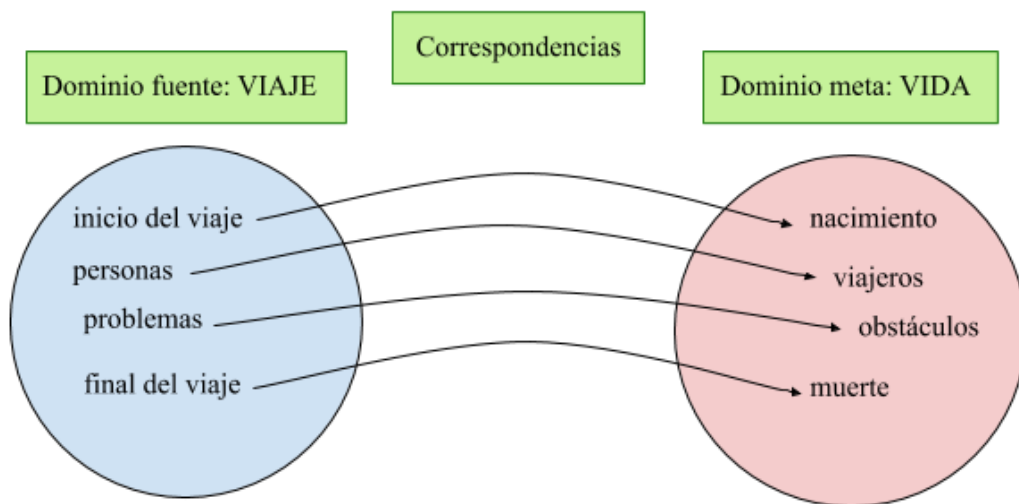 Correspondencias
Dominio fuente: VIAJE
Dominio meta: VIDA
inicio del viaje
nacimiento
personas
viajeros
problemas
obstáculos
final del viaje
muerte